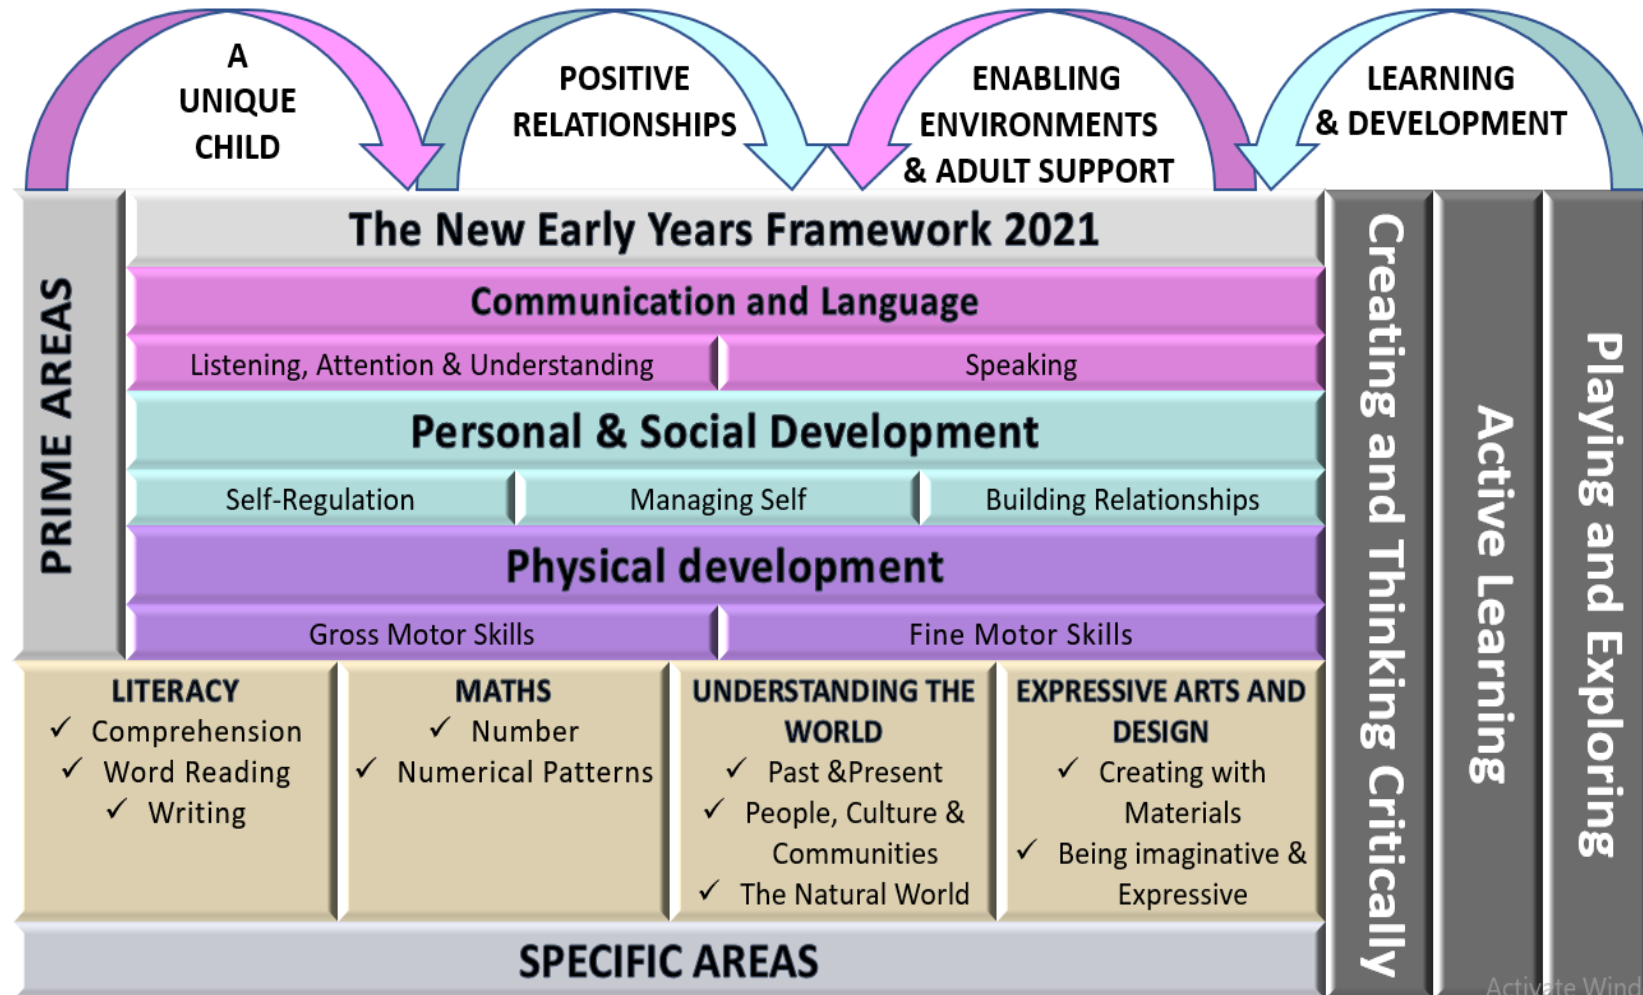 A
UNIQUE
CHILD
POSITIVE
RELATIONSHIPS
ENABLING
ENVIRONMENTS
& ADULT SUPPORT
LEARNING
& DEVELOPMENT
PRIME AREAS
The New Early Years Framework 2021
Communication and Language
Listening, Attention & Understanding
Speaking
Personal & Social Development
Self-Regulation
Managing Self
Building Relationships
Physical development
Gross Motor Skills
Fine Motor Skills
LITERACY
✓ Comprehension
✓ Word Reading
✓ Writing
MATHS
✓ Number
✓ Numerical Patterns
UNDERSTANDING THE
WORLD
✓ Past &Present
✓ People, Culture &
Communities
✓ The Natural World
EXPRESSIVE ARTS AND
DESIGN
✓ Creating with
Materials
✓ Being imaginative &
Expressive
SPECIFIC AREAS
Creating and Thinking Critically
Active Learning
Playing and Exploring
Activate Wind